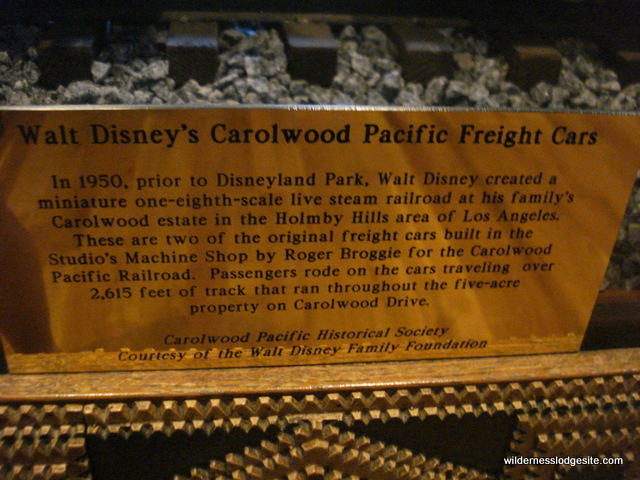 Walt Disney's Carolwood Pacific Freight Cars
In 1950, prior to Disneyland Park, Walt Disney created a
miniature one-eighth-scale live steam railroad at his family's
Carolwood estate in the Holmby Hills area of Los Angeles.
These are two of the original freight cars built in the
Studio's Machine Shop by Roger Broggie for the Carolwood
Pacific Railroad. Passengers rode on the cars traveling over
2,615 feet of track that ran throughout the five-acre
property on Carolwood Drive.
Carolwood Pacific Historical Society
Courtesy of the Walt Disney Family Foundation
wildernesslodgesite.com